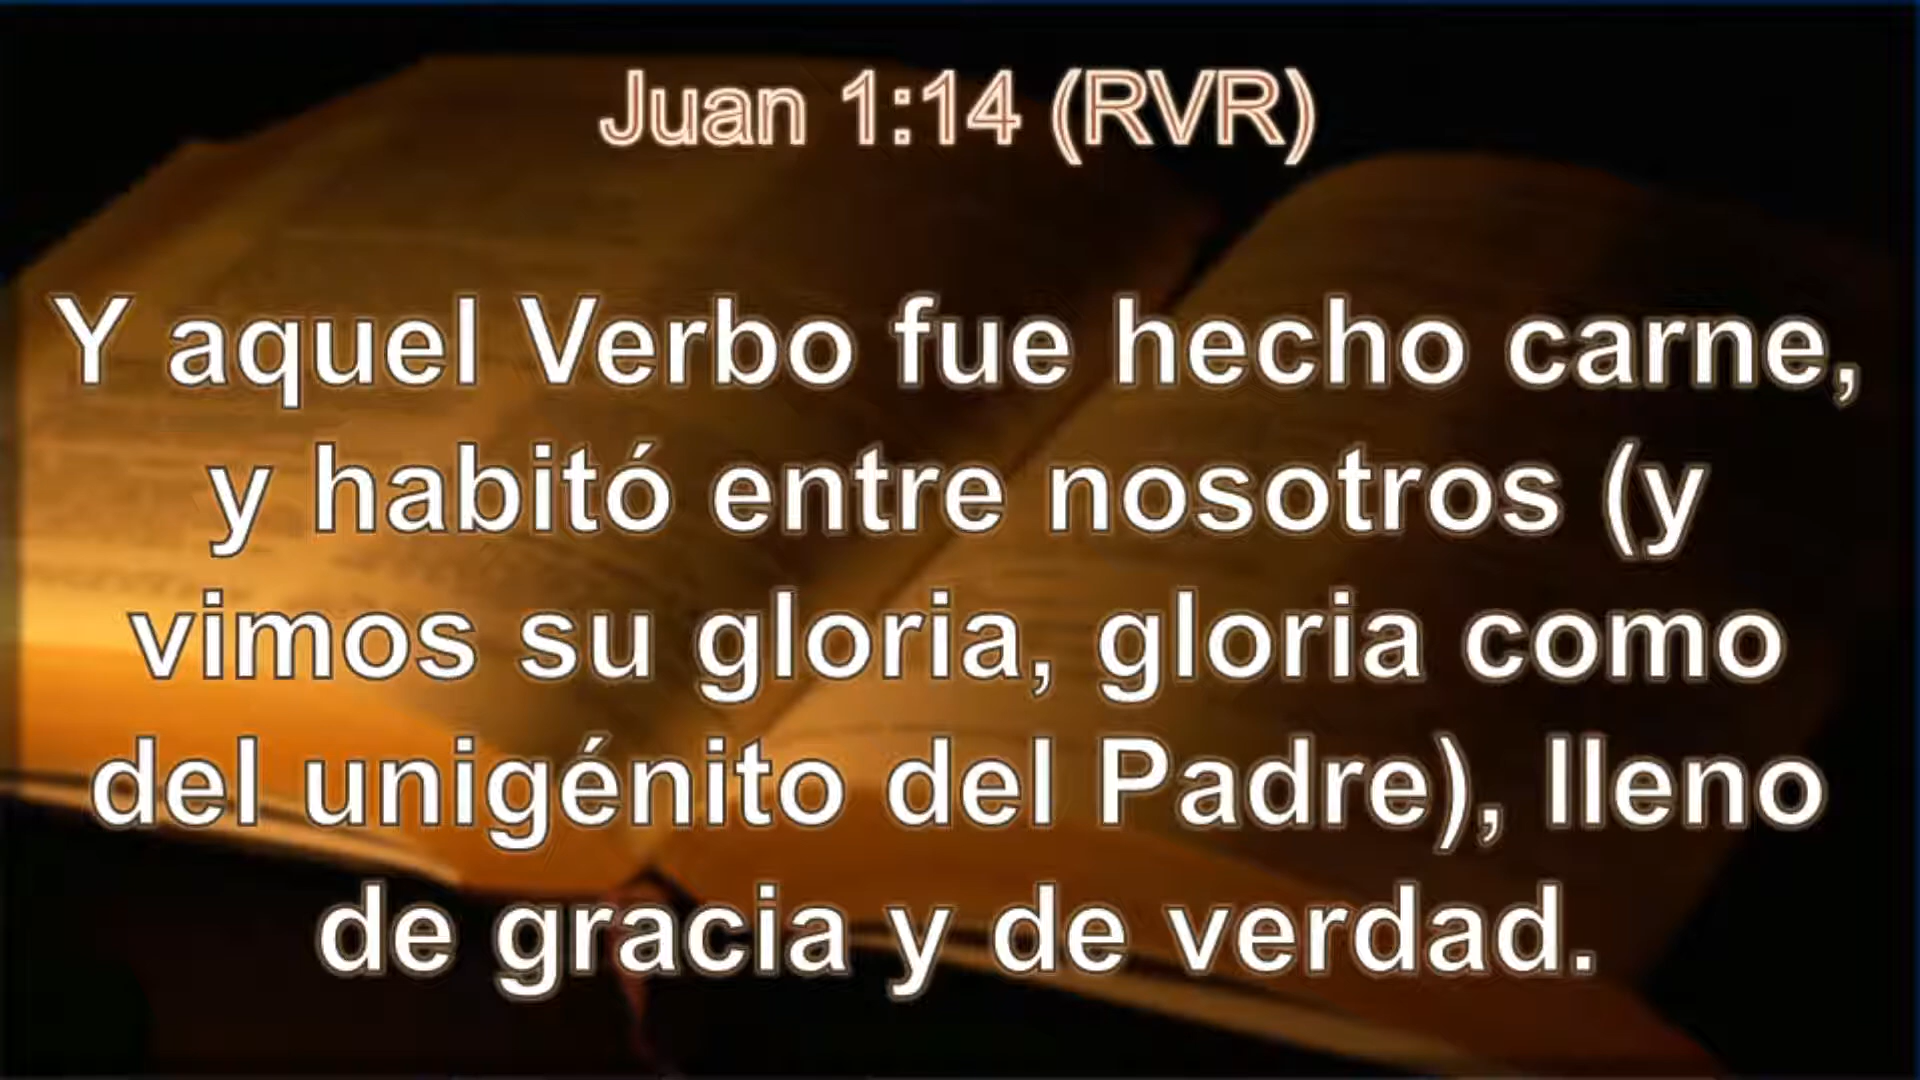 Juan 1:14 (RVR)
Y aquel Verbo fue hecho carne,
y habitó entre nosotros (y
vimos su gloria, gloria como
del unigénito del Padre), lleno
de gracia y de verdad.